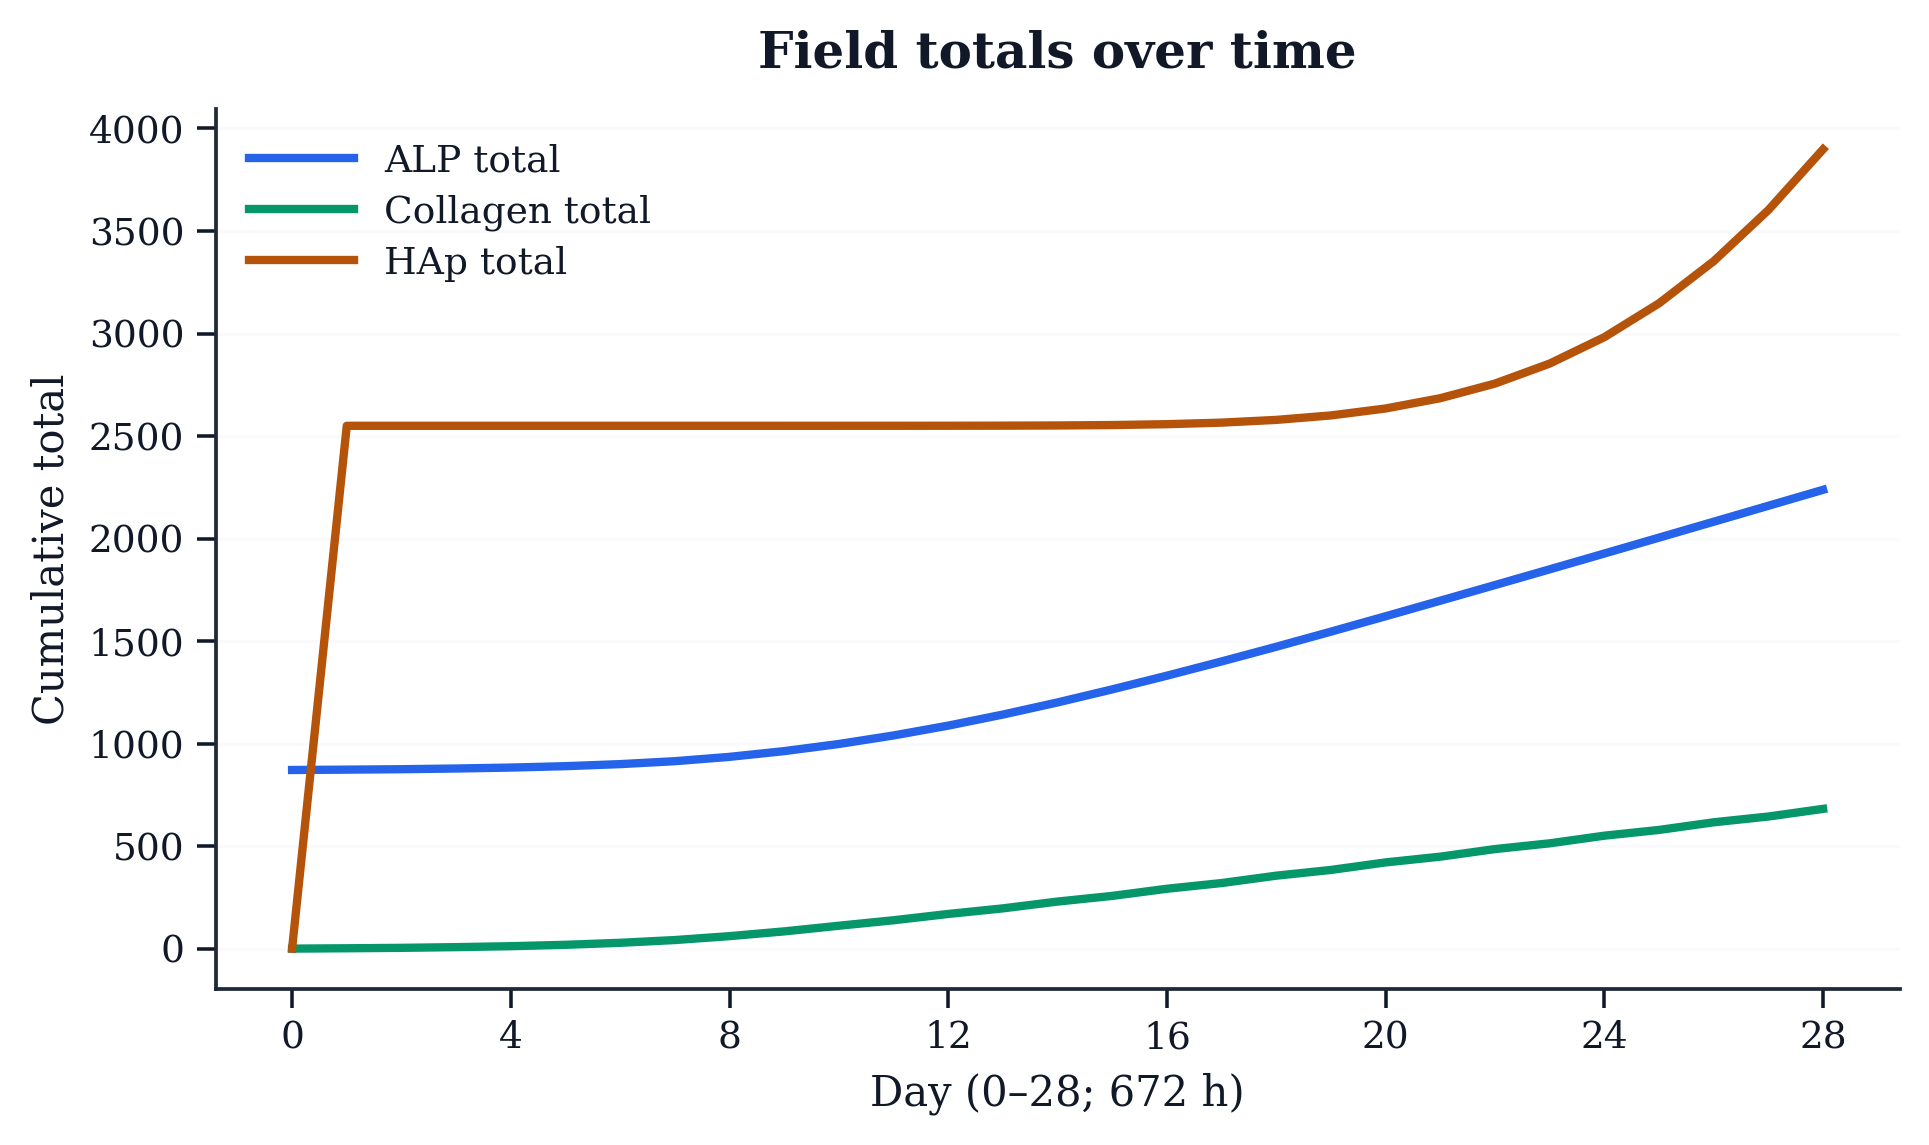 Field totals over time
4000
3500
3000
2500
2000
1500
1000
500
0
Cumulative total
ALP total
Collagen total
HAp total
0 4 8 12 16 20 24 28
Day (0–28; 672 h)